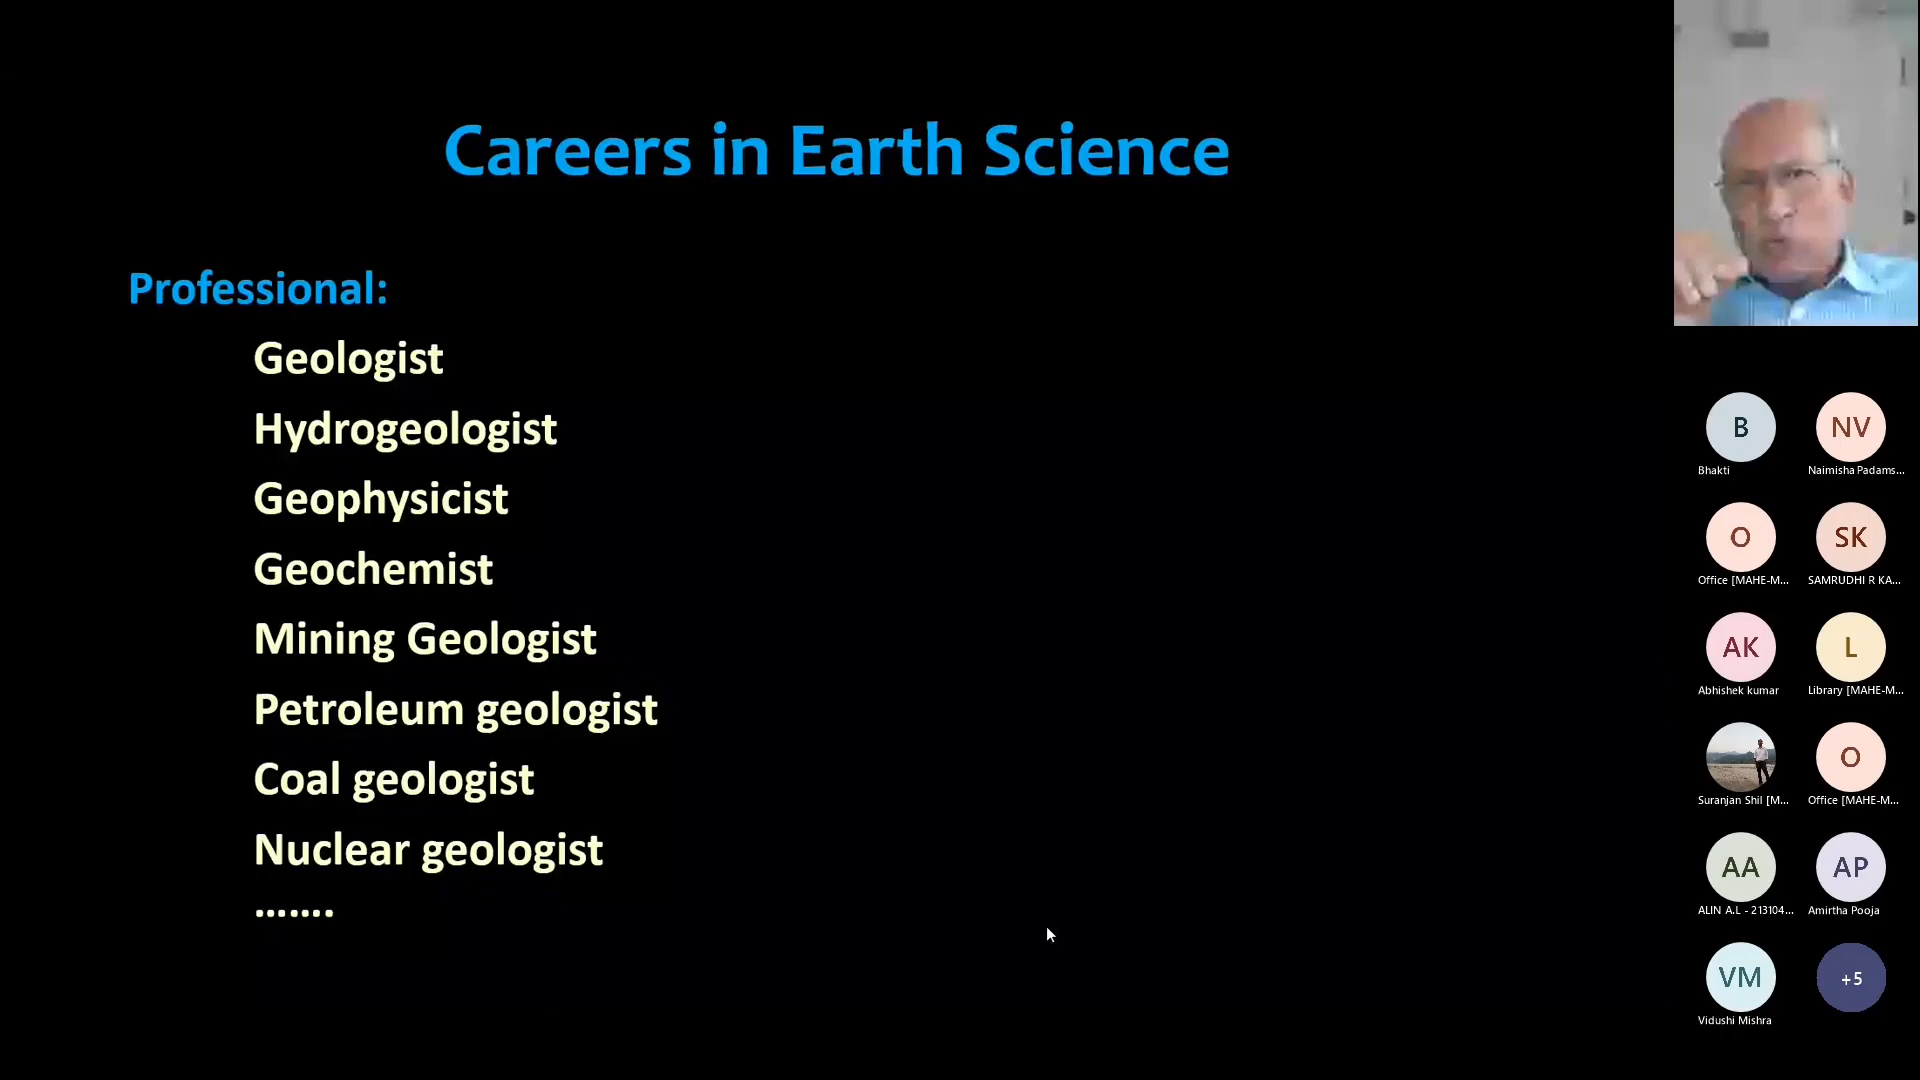 Careers in Earth Science
Professional:
Geologist
Hydrogeologist
Geophysicist
Geochemist
Mining Geologist
Petroleum geologist
Coal geologist
Nuclear geologist
.......
B NV
Bhakti Naimisha Padams...
O SK
Office [MAHE-M... SAMRUDHI R KA...
AK L
Abhishek kumar Library [MAHE-M...
O
Suranjan Shil [M... Office [MAHE-M...
AA AP
ALIN A.L - 213104... Amirtha Pooja
VM +5
Vidushi Mishra